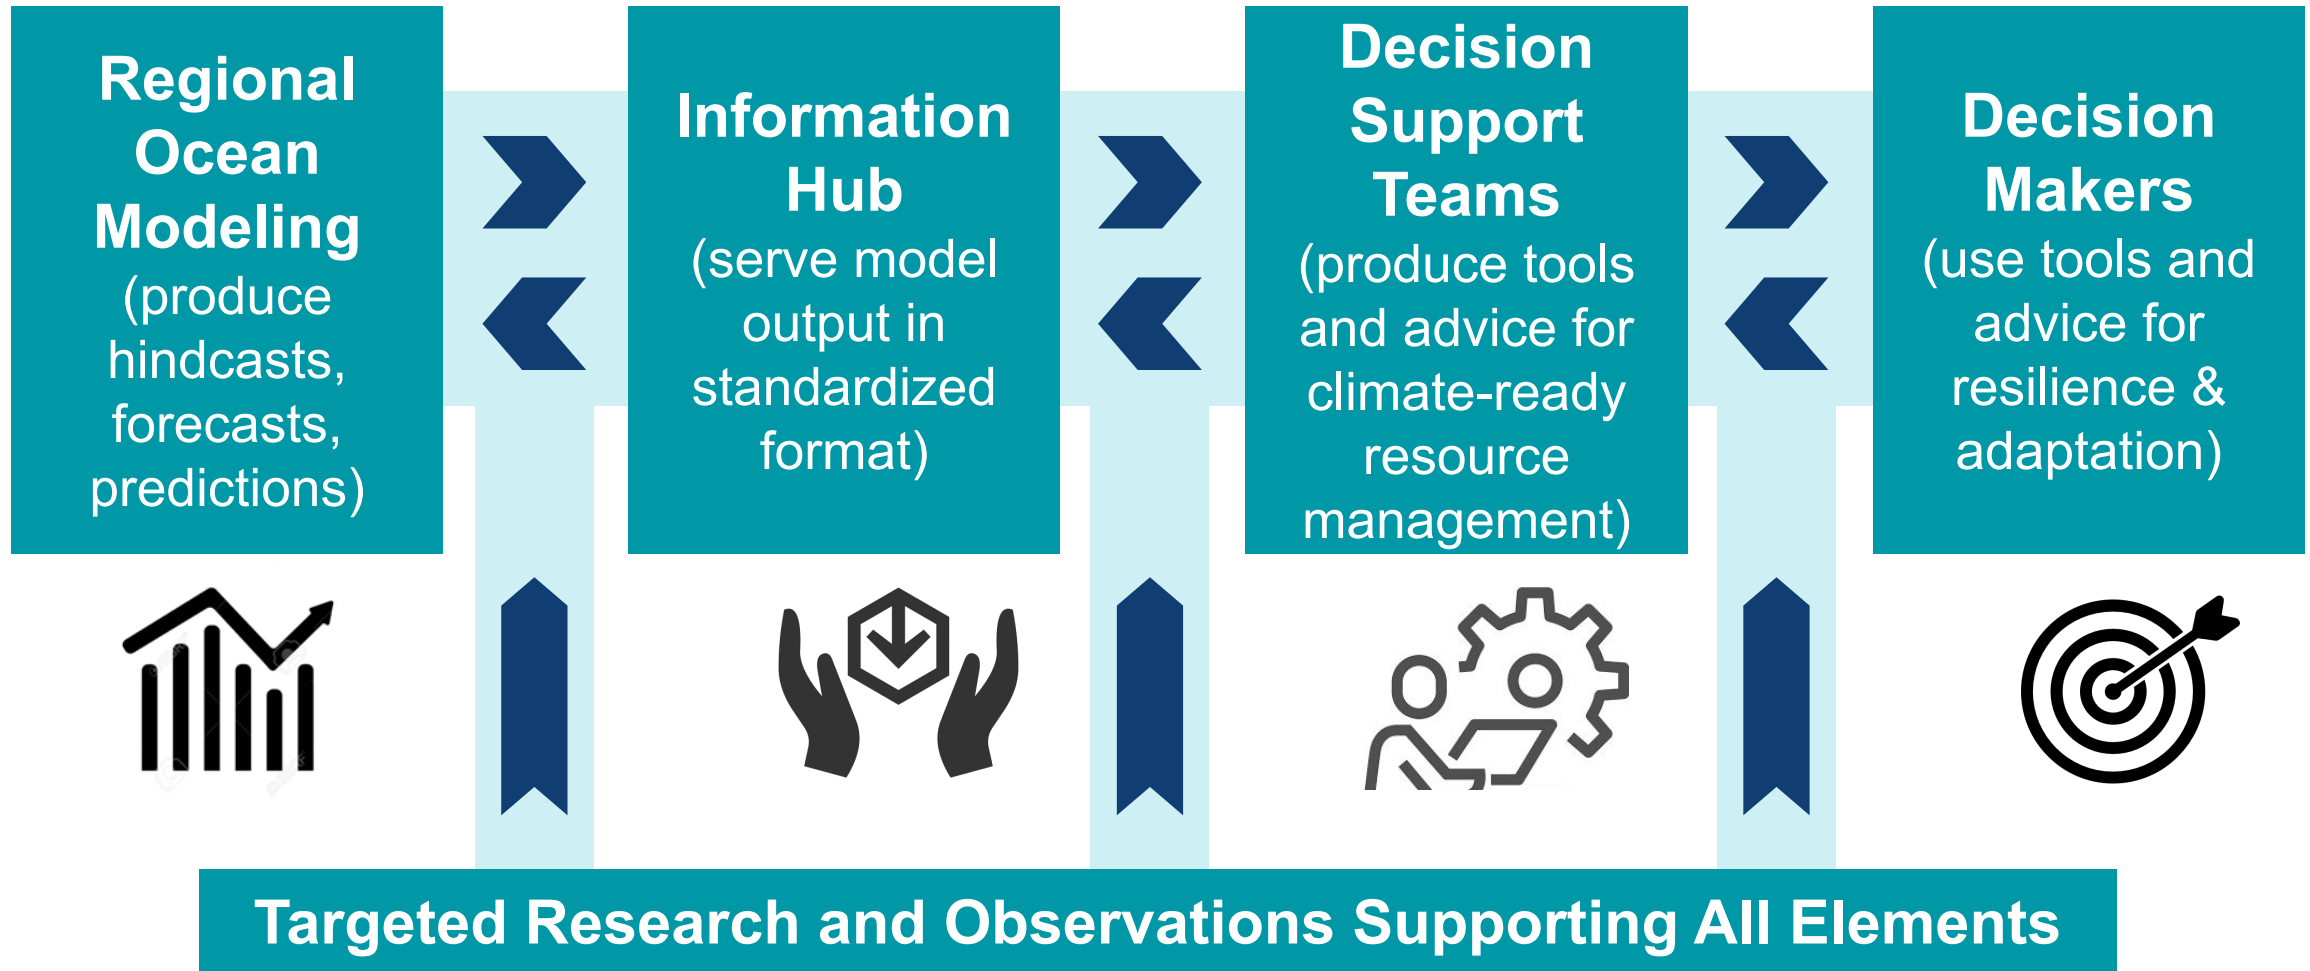 Regional
Ocean
Modeling
(produce
hindcasts,
forecasts,
predictions)
Information
Hub
(serve model
output in
standardized
format)
Decision
Support
Teams
(produce tools
and advice for
climate-ready
resource
management)
Decision
Makers
(use tools and
advice for
resilience &
adaptation)
Targeted Research and Observations Supporting All Elements